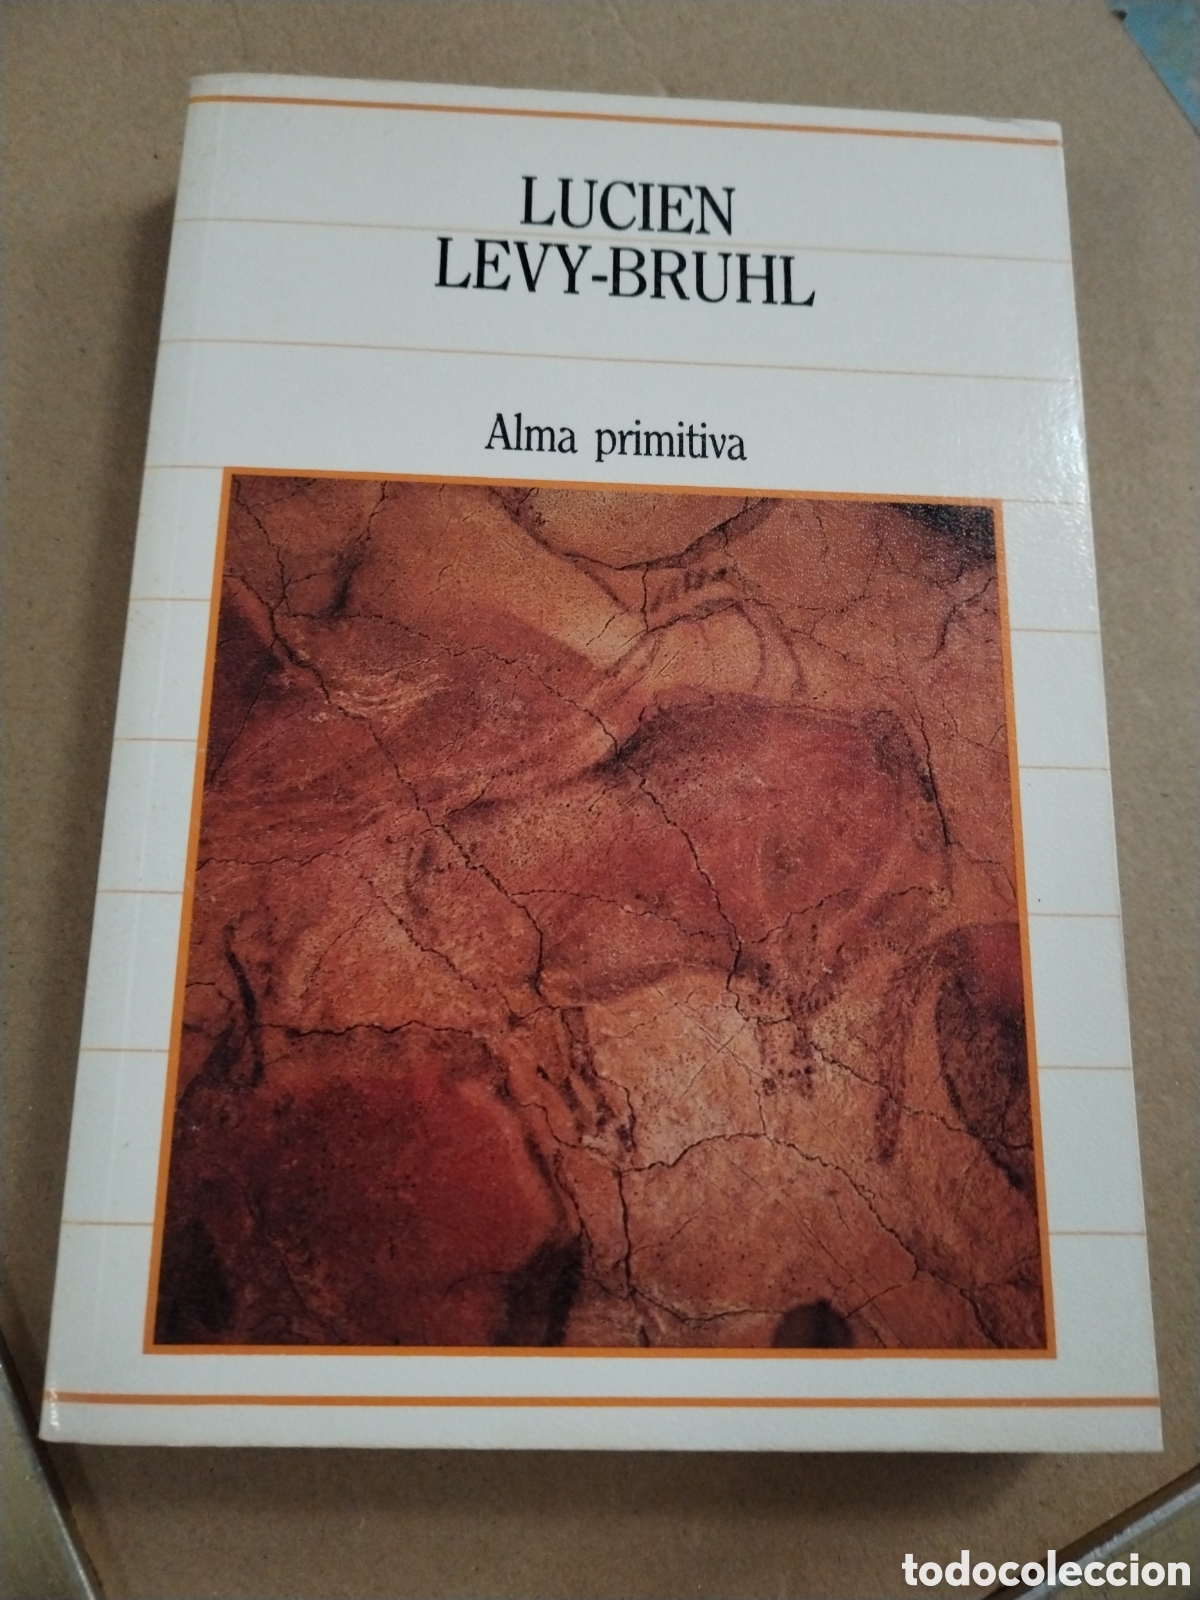 LUCIEN
LEVY-BRUHL
Alma primitiva
todocoleccion